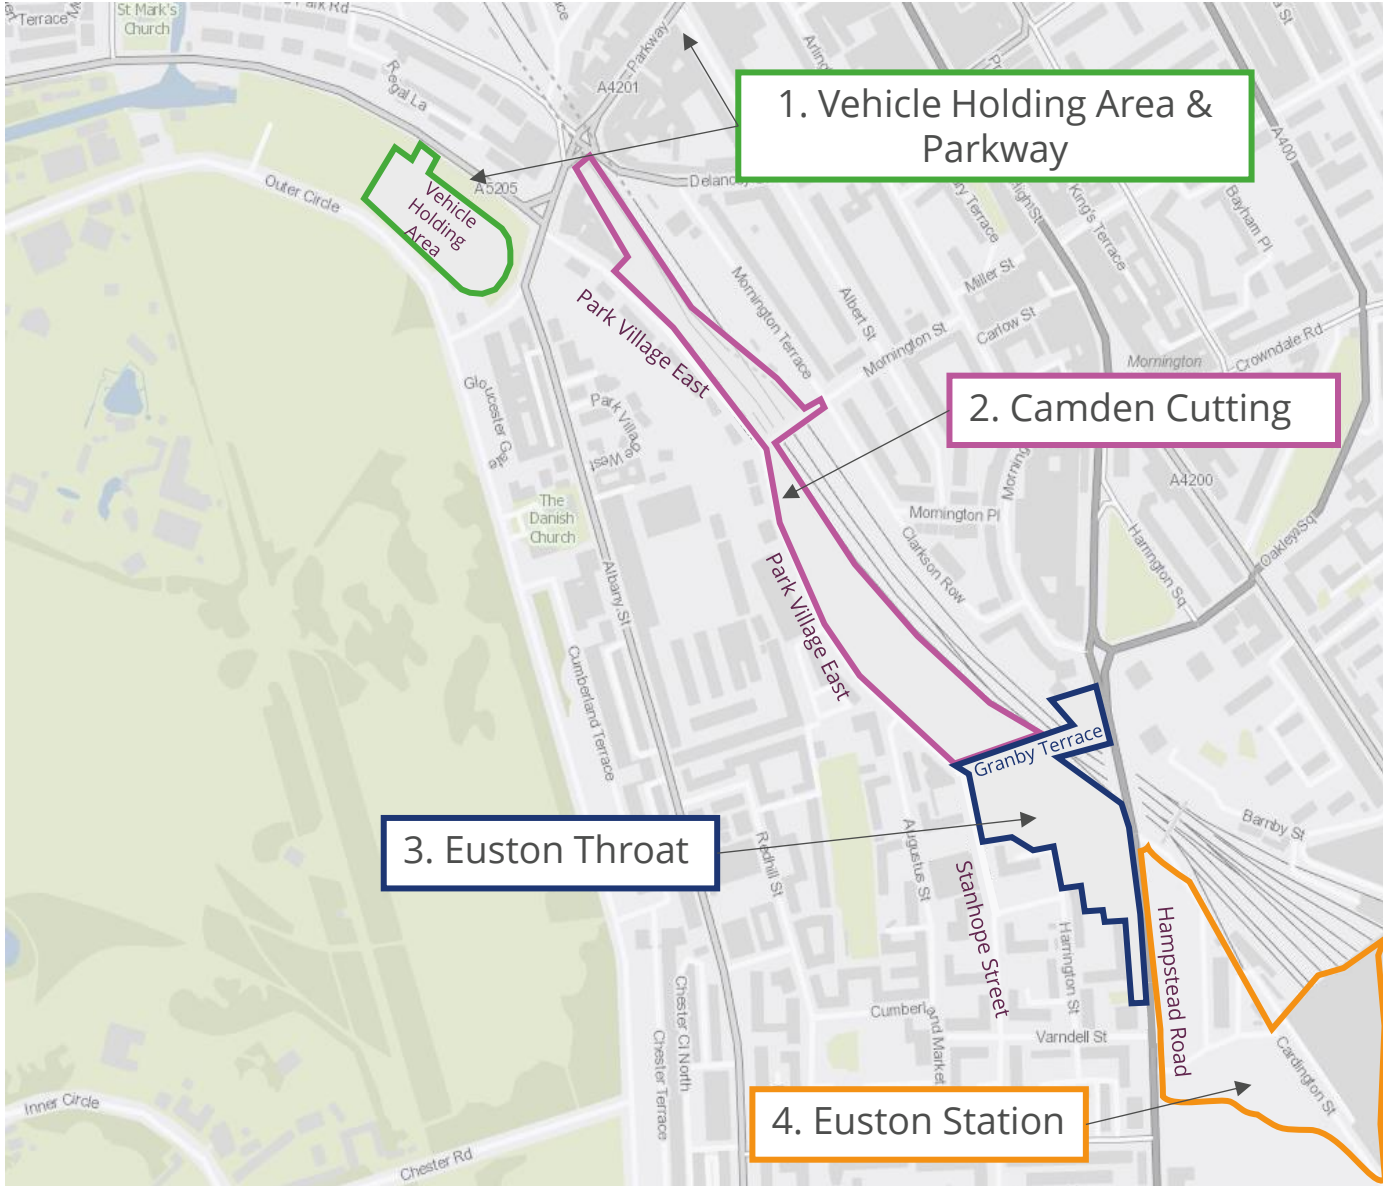 Terrace
St Mark's
Church
Park Rd
Parkway
A4201
Regal La
1. Vehicle Holding Area &
Parkway
A400
A5205
Outer Circle
Vehicle
Holding
Area
King's Terrace
Bayham Pl
High St
Miller St
Carlow St
Albert St
Mornington Terrace
Mornington St
Mornington
Crowndale Rd
Park Village East
Gloucester Gate
Park Village West
2. Camden Cutting
A4200
The
Danish
Church
Mornington Pl
Clarkson Row
Harrington Sq
Oakley Sq
Albany St
Park Village East
Cumberland Terrace
Granby Terrace
3. Euston Throat
Redhill St
Augustus St
Stanhope Street
Harrington St
Hampstead Road
Barnby St
Chester Cl North
Chester Terrace
Cumberland Market
Varndell St
Cardington St
4. Euston Station
Inner Circle
Chester Rd